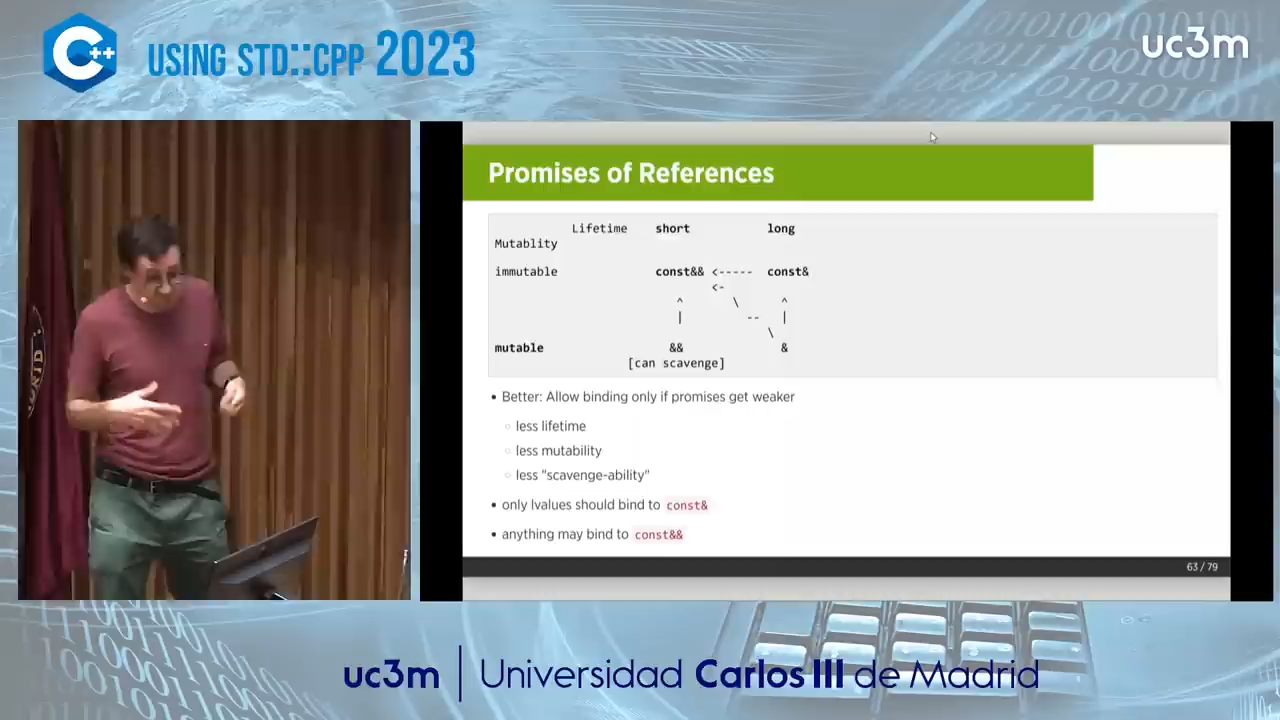 C++
USING STD::CPP 2023
uc3m
Promises of References
Lifetime short long
Mutablity
immutable const&& <----- const&
<-
^ \ ^
| -- |
\
mutable && &
[can scavenge]
• Better: Allow binding only if promises get weaker
○ less lifetime
○ less mutability
○ less "scavenge-ability"
• only lvalues should bind to const&
• anything may bind to const&&
63 / 79
uc3m | Universidad Carlos III de Madrid